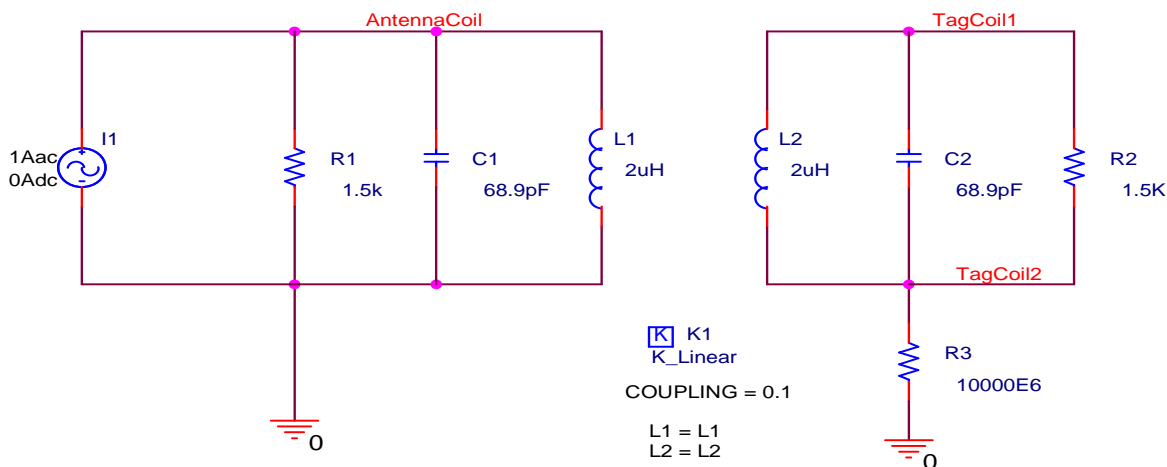 AntennaCoil
TagCoil1
I1
1Aac
0Adc
+
-
R1
1.5k
C1
68.9pF
L1
2uH
L2
2uH
C2
68.9pF
R2
1.5K
TagCoil2
K K1
K_Linear
COUPLING = 0.1
L1 = L1
L2 = L2
R3
10000E6
0
0